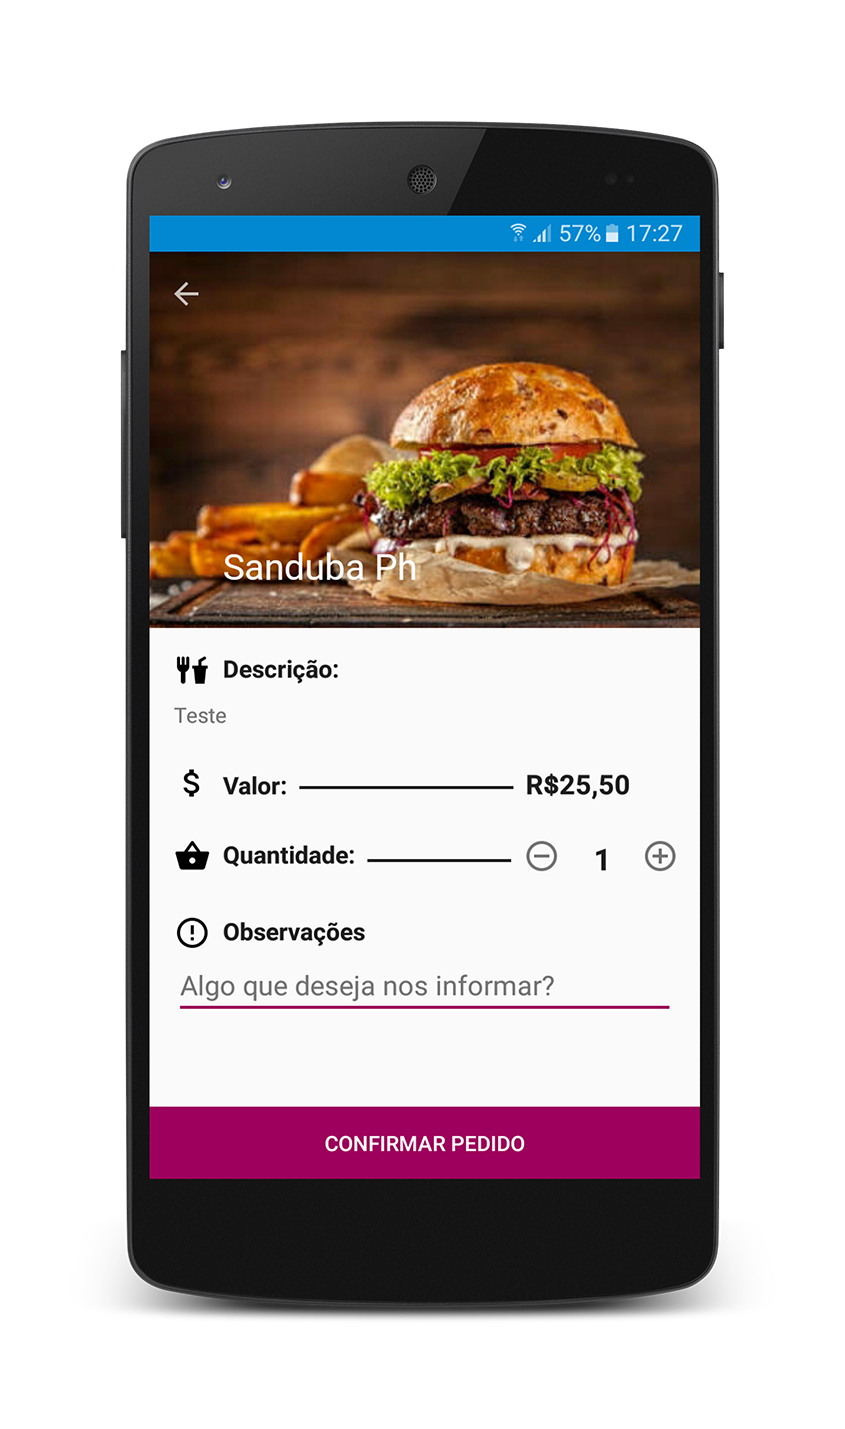 57% 17:27
Sanduba Ph
Descrição:
Teste
Valor: R$25,50
Quantidade: 1
Observações
Algo que deseja nos informar?
CONFIRMAR PEDIDO